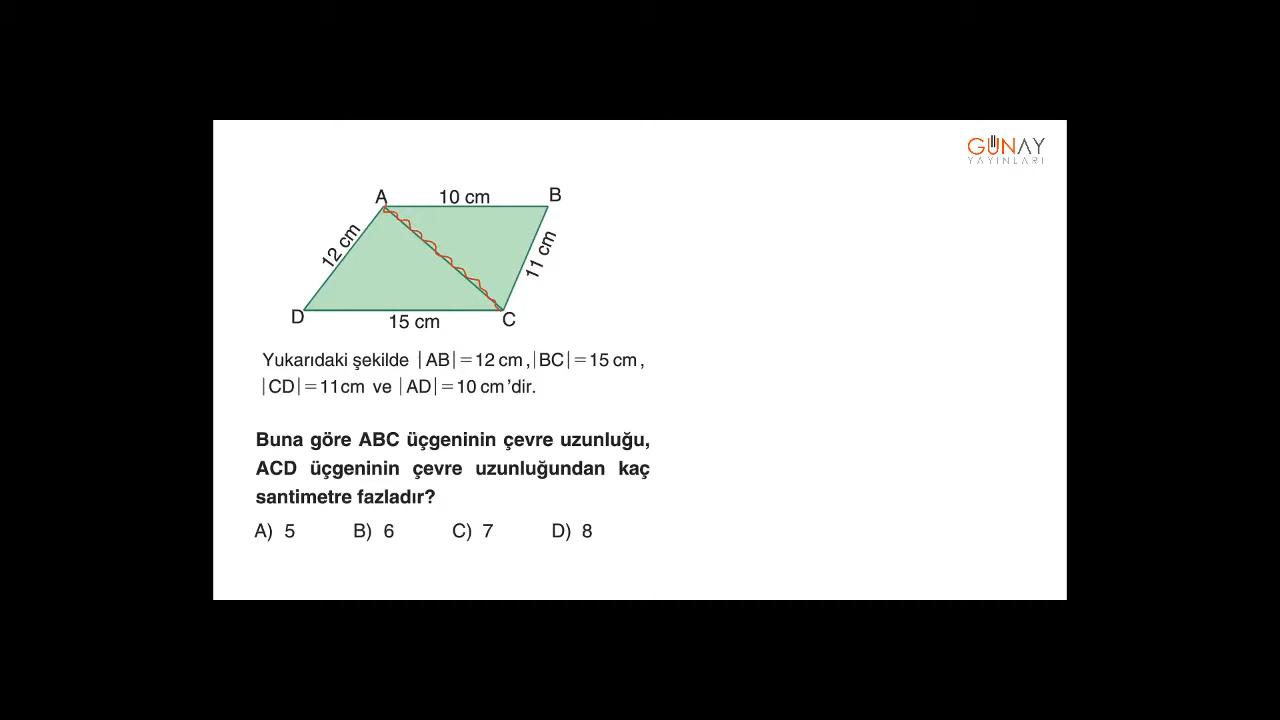 GÜNAY
YAYINLARI
A
10 cm
B
12 cm
11 cm
D
15 cm
C
Yukarıdaki şekilde |AB|=12 cm,|BC|=15 cm,
|CD|=11cm ve |AD|=10 cm'dir.
Buna göre ABC üçgeninin çevre uzunluğu,
ACD üçgeninin çevre uzunluğundan kaç
santimetre fazladır?
A) 5 B) 6 C) 7 D) 8